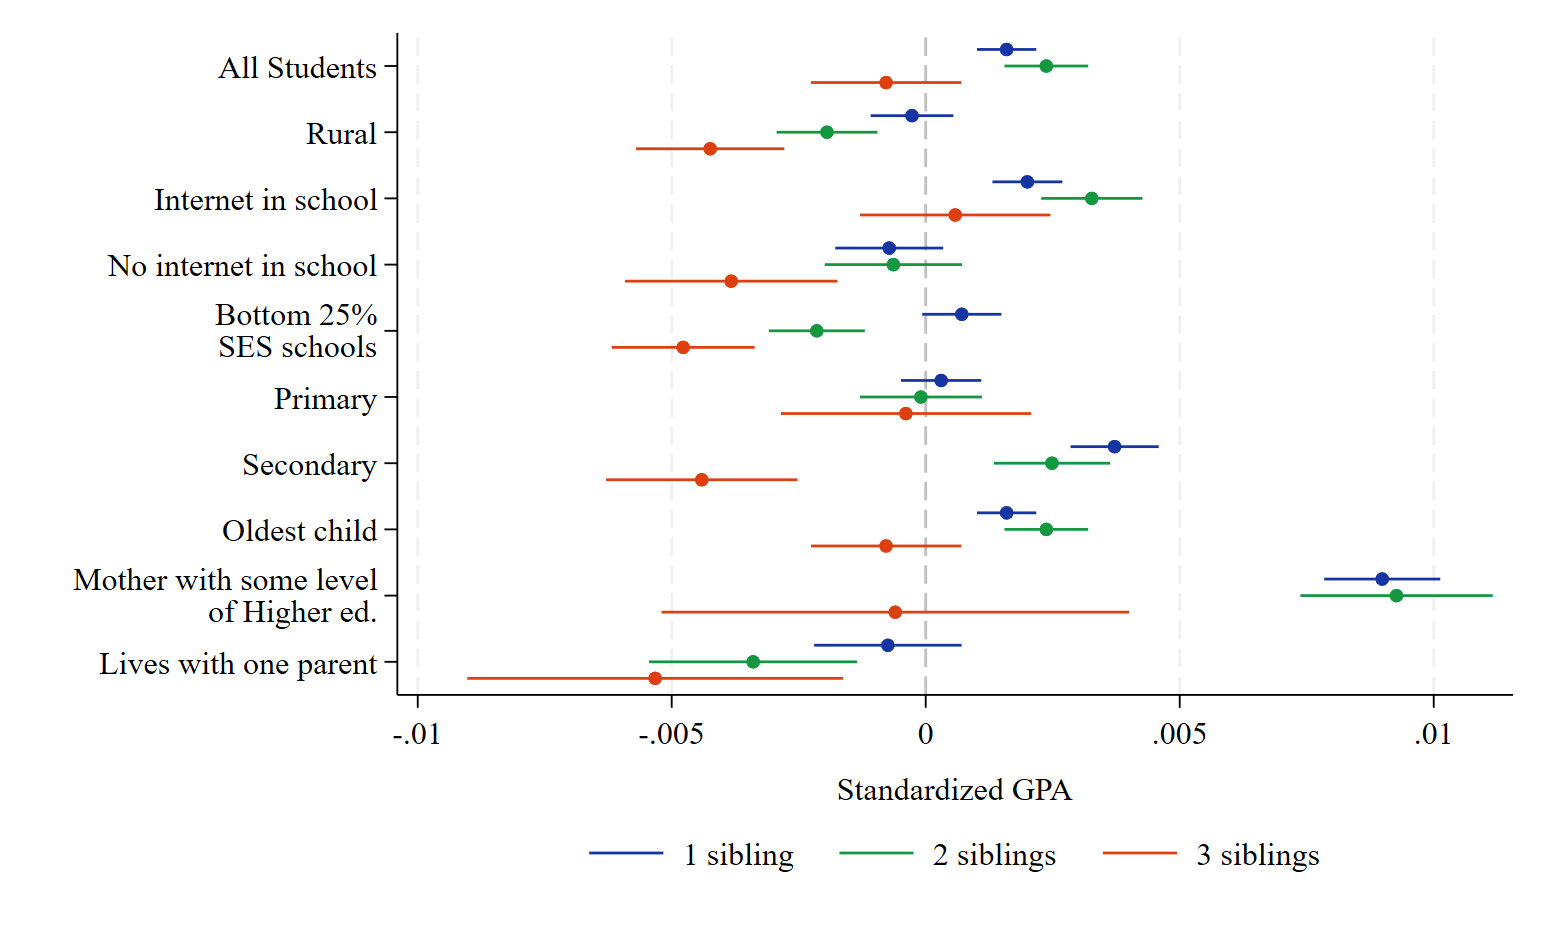 All Students
Rural
Internet in school
No internet in school
Bottom 25%
SES schools
Primary
Secondary
Oldest child
Mother with some level
of Higher ed.
Lives with one parent
-.01 -.005 0 .005 .01
Standardized GPA
1 sibling 2 siblings 3 siblings